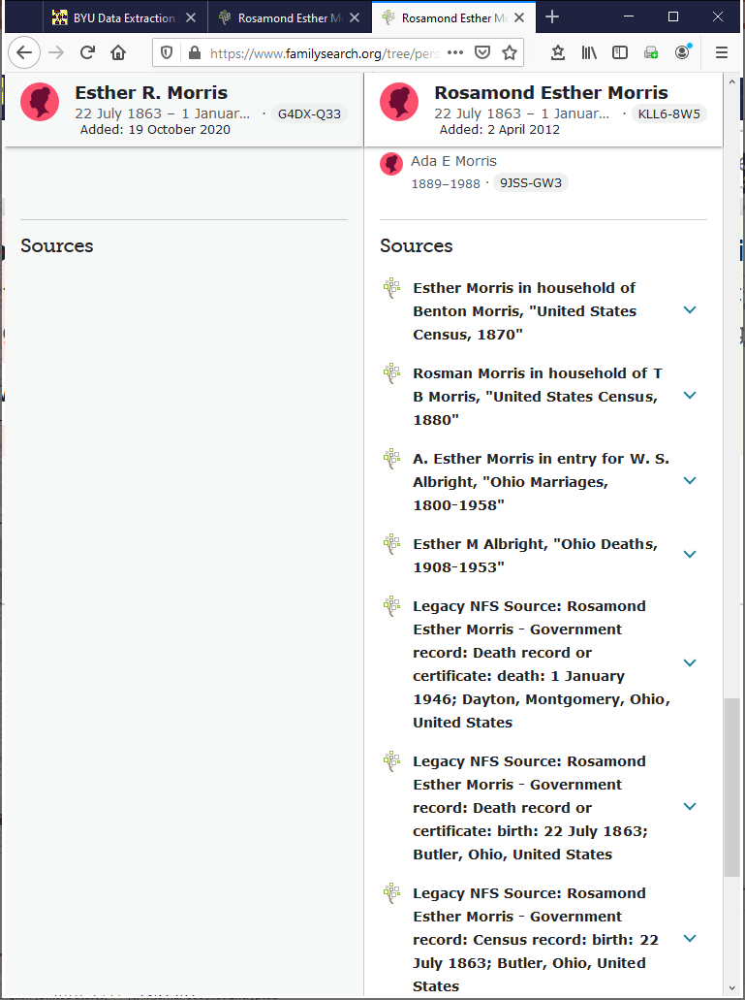 BYU Data Extraction
Rosamond Esther M
Rosamond Esther Mo
https://www.familysearch.org/tree/pers
Esther R. Morris
22 July 1863 – 1 Januar... · G4DX-Q33
Added: 19 October 2020
Sources
Rosamond Esther Morris
22 July 1863 – 1 Januar... · KLL6-8W5
Added: 2 April 2012
Ada E Morris
1889–1988 · 9JSS-GW3
Sources
Esther Morris in household of
Benton Morris, "United States
Census, 1870"
Rosman Morris in household of T
B Morris, "United States Census,
1880"
A. Esther Morris in entry for W. S.
Albright, "Ohio Marriages,
1800-1958"
Esther M Albright, "Ohio Deaths,
1908-1953"
Legacy NFS Source: Rosamond
Esther Morris - Government
record: Death record or
certificate: death: 1 January
1946; Dayton, Montgomery, Ohio,
United States
Legacy NFS Source: Rosamond
Esther Morris - Government
record: Death record or
certificate: birth: 22 July 1863;
Butler, Ohio, United States
Legacy NFS Source: Rosamond
Esther Morris - Government
record: Census record: birth: 22
July 1863; Butler, Ohio, United
States